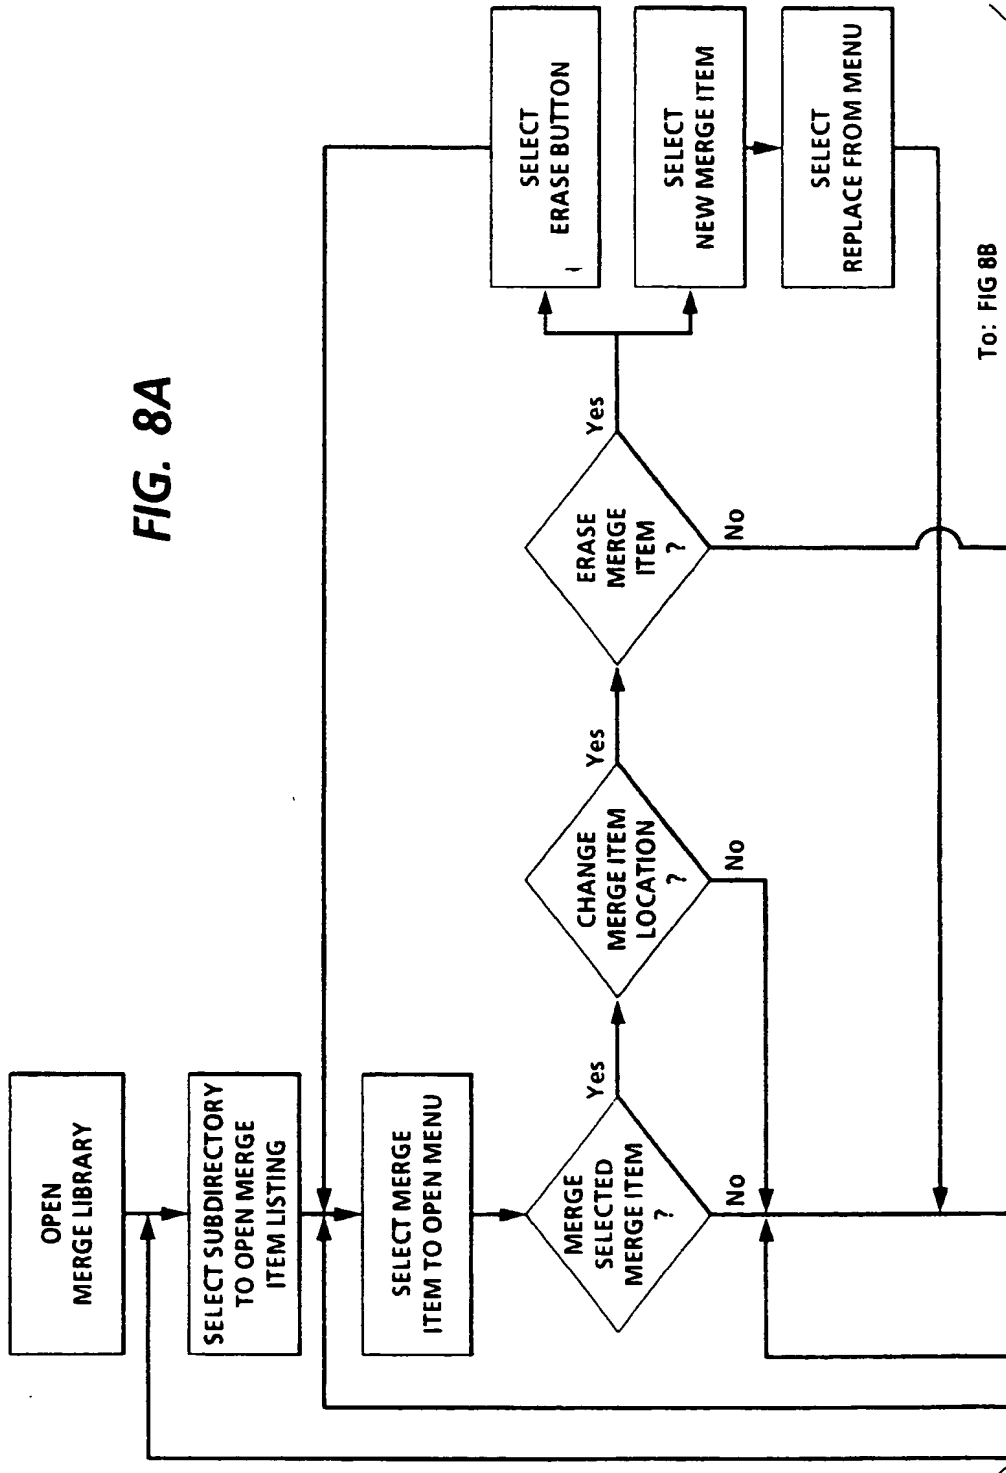 FIG. 8A
OPEN
MERGE LIBRARY
SELECT SUBDIRECTORY
TO OPEN MERGE
ITEM LISTING
SELECT MERGE
ITEM TO OPEN MENU
MERGE
SELECTED
MERGE ITEM
?
Yes
No
CHANGE
MERGE ITEM
LOCATION
?
Yes
No
ERASE
MERGE
ITEM
?
Yes
No
SELECT
ERASE BUTTON
SELECT
NEW MERGE ITEM
SELECT
REPLACE FROM MENU
To: FIG 8B